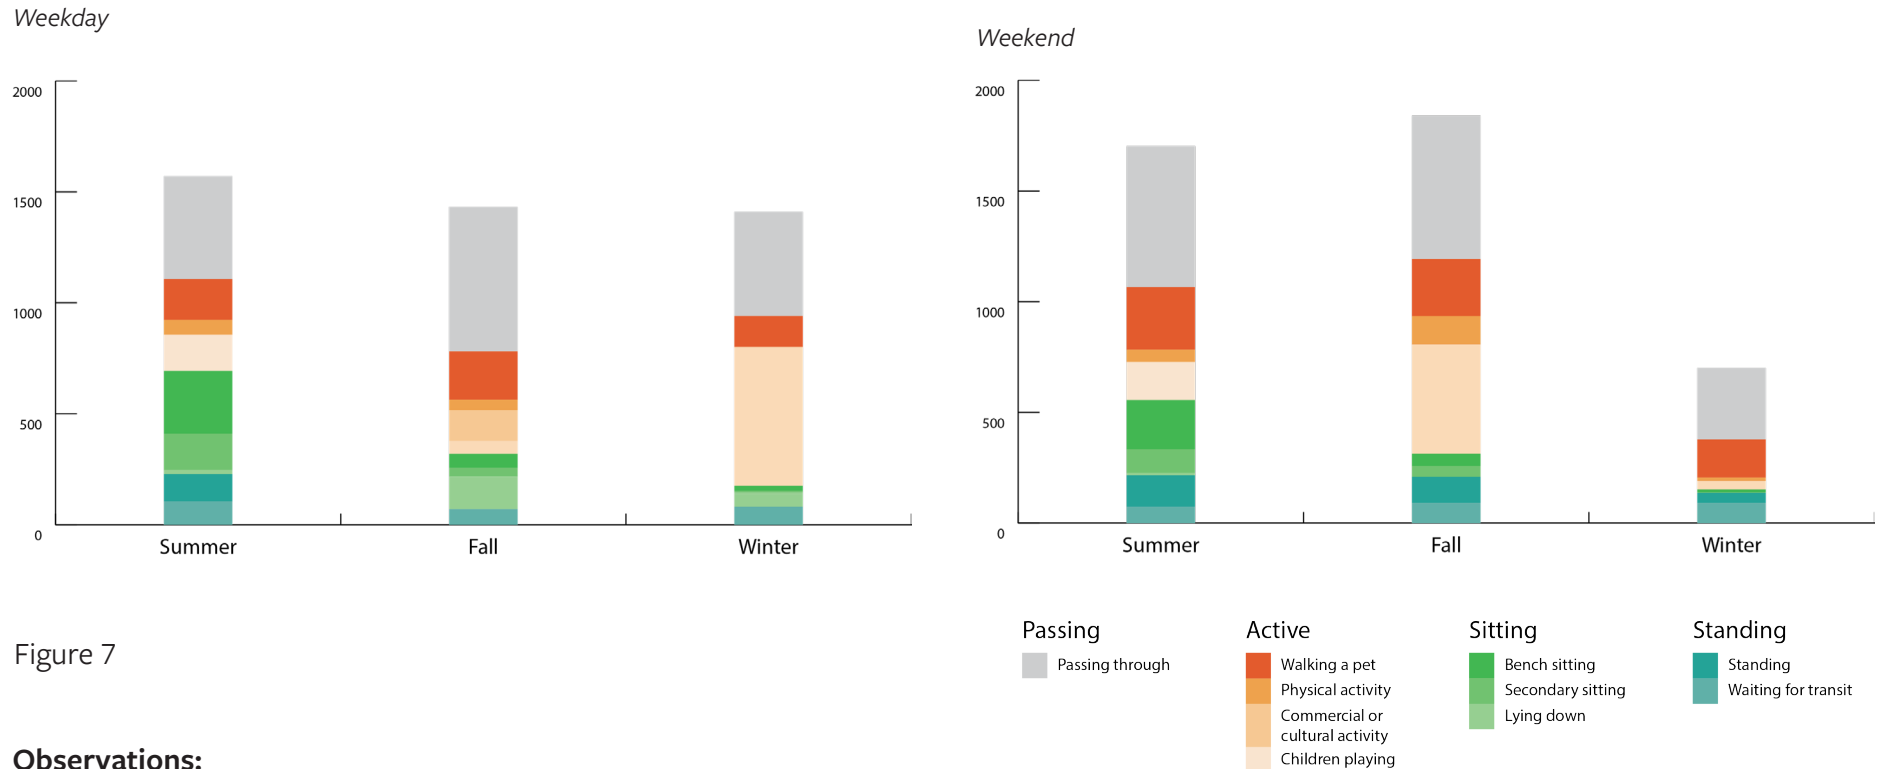 Weekday
2000
1500
1000
500
0
Summer Fall Winter
Weekend
2000
1500
1000
500
0
Summer Fall Winter
Figure 7
Passing
Passing through
Active
Walking a pet
Physical activity
Commercial or
cultural activity
Children playing
Sitting
Bench sitting
Secondary sitting
Lying down
Standing
Standing
Waiting for transit
Observations: